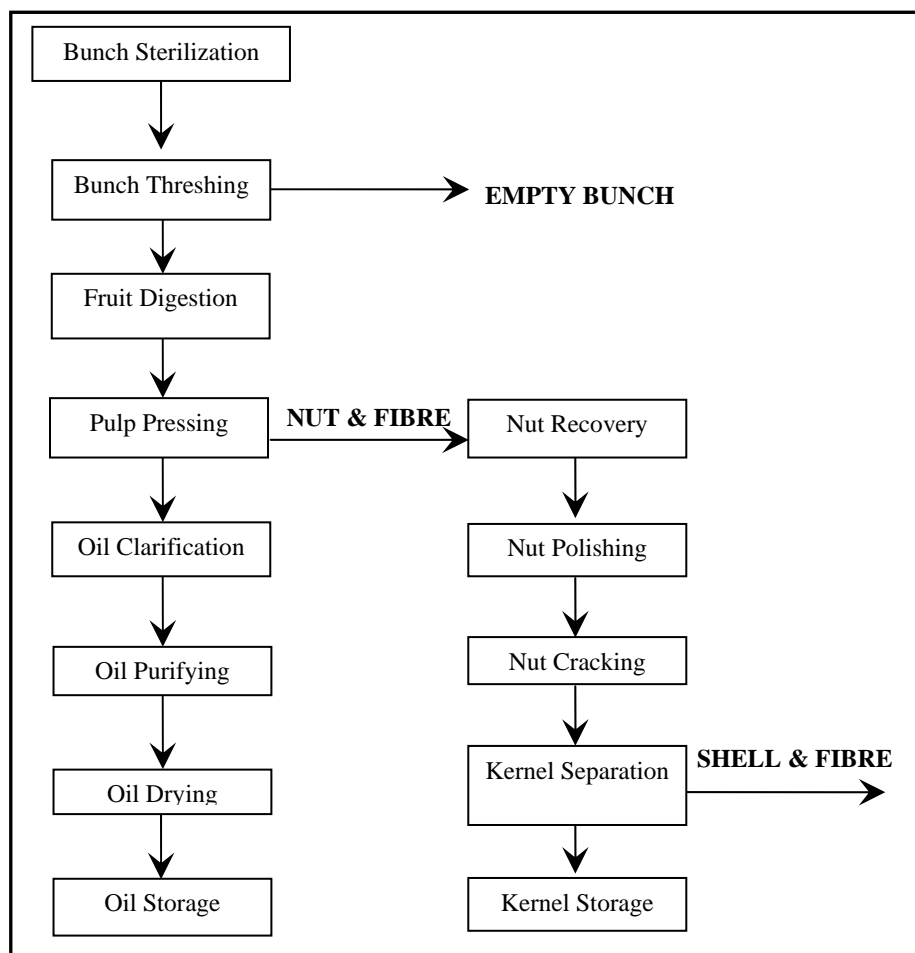 Bunch Sterilization
Bunch Threshing
EMPTY BUNCH
Fruit Digestion
Pulp Pressing
NUT & FIBRE
Nut Recovery
Oil Clarification
Nut Polishing
Oil Purifying
Nut Cracking
Oil Drying
Kernel Separation
SHELL & FIBRE
Oil Storage
Kernel Storage